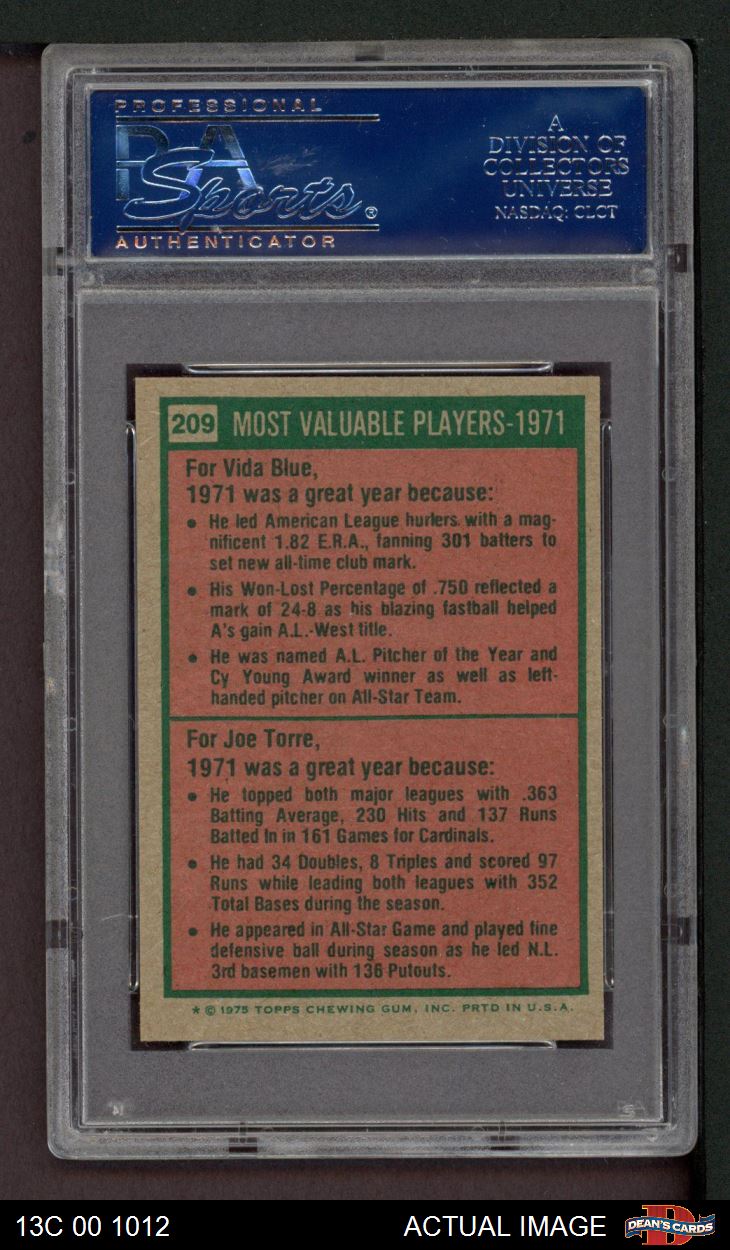 PROFESSIONAL
PSA
Sports®
AUTHENTICATOR
A
DIVISION OF
COLLECTORS
UNIVERSE
NASDAQ: CLCT
209 MOST VALUABLE PLAYERS-1971
For Vida Blue,
1971 was a great year because:
• He led American League hurlers with a mag-
nificent 1.82 E.R.A., fanning 301 batters to
set new all-time club mark.
• His Won-Lost Percentage of .750 reflected a
mark of 24-8 as his blazing fastball helped
A's gain A.L.-West title.
• He was named A.L. Pitcher of the Year and
Cy Young Award winner as well as left-
handed pitcher on All-Star Team.
For Joe Torre,
1971 was a great year because:
• He topped both major leagues with .363
Batting Average, 230 Hits and 137 Runs
Batted In in 161 Games for Cardinals.
• He had 34 Doubles, 8 Triples and scored 97
Runs while leading both leagues with 352
Total Bases during the season.
• He appeared in All-Star Game and played fine
defensive ball during season as he led N.L.
3rd basemen with 136 Putouts.
* © 1975 TOPPS CHEWING GUM, INC. PRTD IN U.S.A.
13C 00 1012 ACTUAL IMAGE DEAN'S CARDS